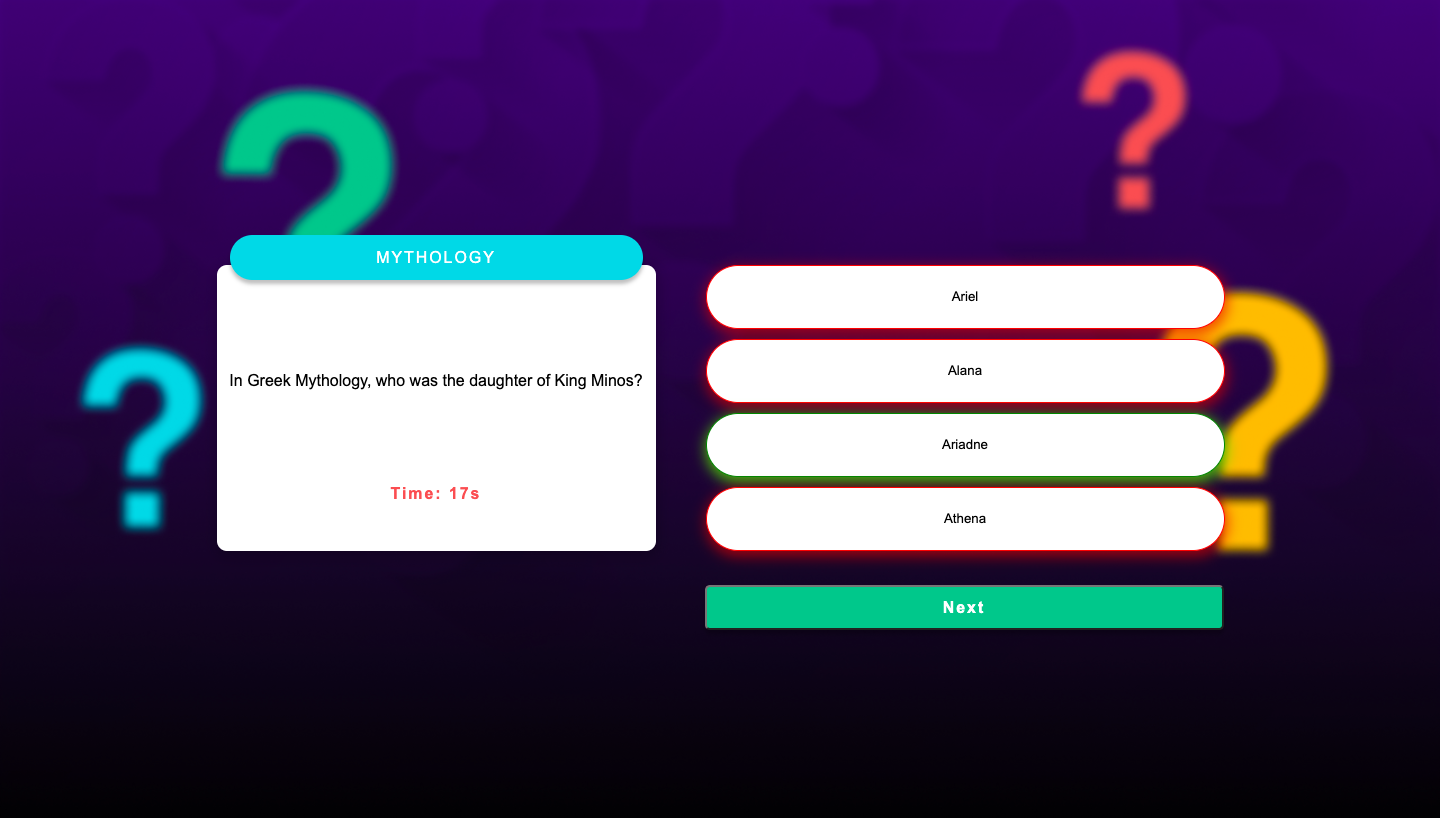 MYTHOLOGY
In Greek Mythology, who was the daughter of King Minos?
Time: 17s
Ariel
Alana
Ariadne
Athena
Next